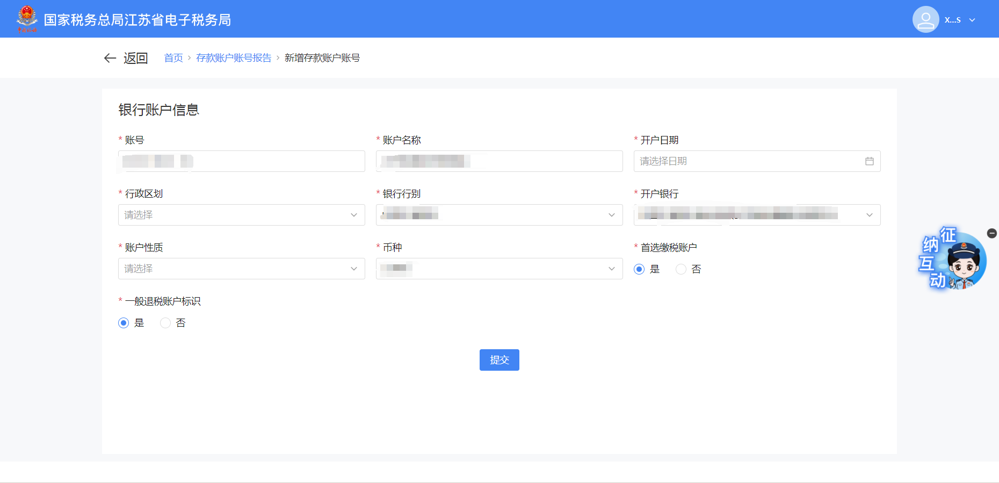 国家税务总局江苏省电子税务局
x...s
返回 首页 > 存款账户账号报告 > 新增存款账户账号
银行账户信息
* 账号 * 账户名称 * 开户日期
请选择日期
* 行政区划 * 银行行别 * 开户银行
请选择
* 账户性质 * 币种 * 首选缴税账户
请选择 是 否
* 一般退税账户标识
是 否
提交
征
纳
互
动